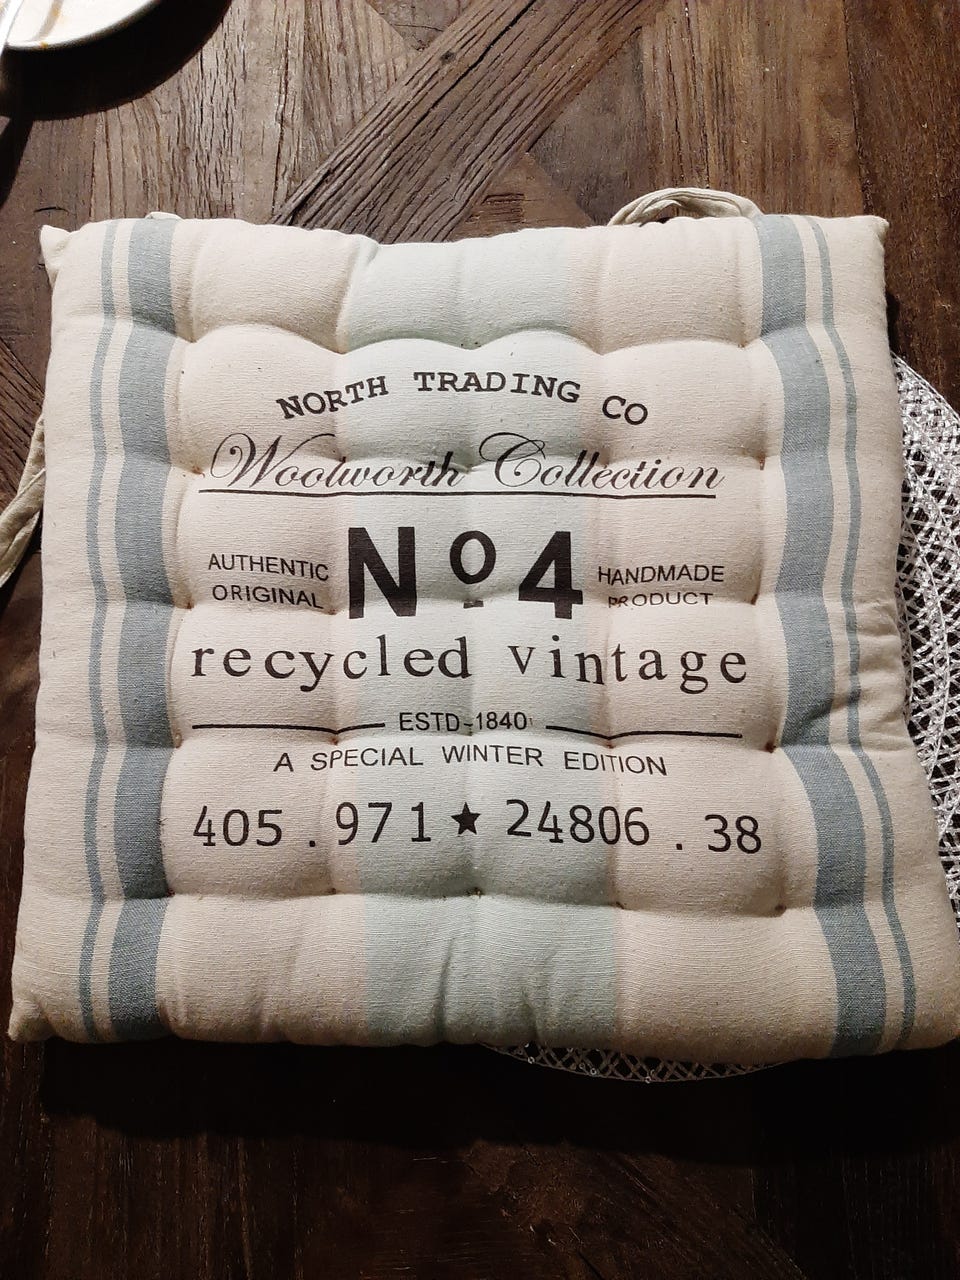 NORTH TRADING CO
Woolworth Collection
AUTHENTIC ORIGINAL
Nº4
HANDMADE PRODUCT
recycled vintage
ESTD-1840
A SPECIAL WINTER EDITION
405.971★24806.38